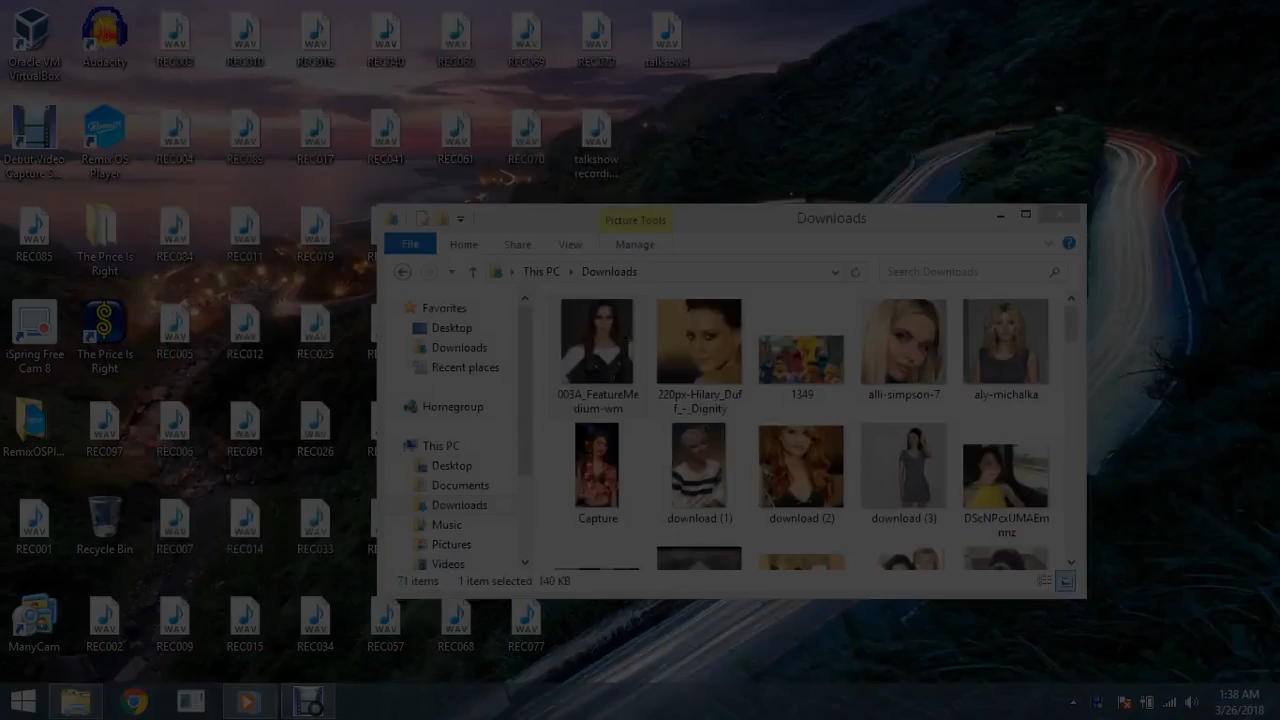 Oracle VM
VirtualBox
Audacity
REC003
REC010
REC016
REC040
REC060
REC069
REC072
Debut Video
Capture S...
Remix OS
Player
REC004
REC017
REC041
REC061
REC070
talkshow
recordi...
REC085
The Price Is
Right
REC084
REC011
REC019
iSpring Free
Cam 8
The Price Is
Right
REC005
REC012
REC025
RemixOSPl...
REC097
REC006
REC091
REC026
REC001
Recycle Bin
REC007
REC014
REC033
ManyCam
REC002
REC009
REC015
REC034
REC057
REC068
REC077
Picture Tools
Downloads
File
Home
Share
View
Manage
This PC
Downloads
Search Downloads
Favorites
Desktop
Downloads
Recent places
Homegroup
This PC
Desktop
Documents
Downloads
Music
Pictures
Videos
003A_FeatureMe
dium-wm
220px-Hilary_Duf
f_-_Dignity
1349
alli-simpson-7
aly-michalka
Capture
download (1)
download (2)
download (3)
DScNPcxUMAEm
nnz
71 items
1 item selected
140 KB
1:38 AM
3/26/2018